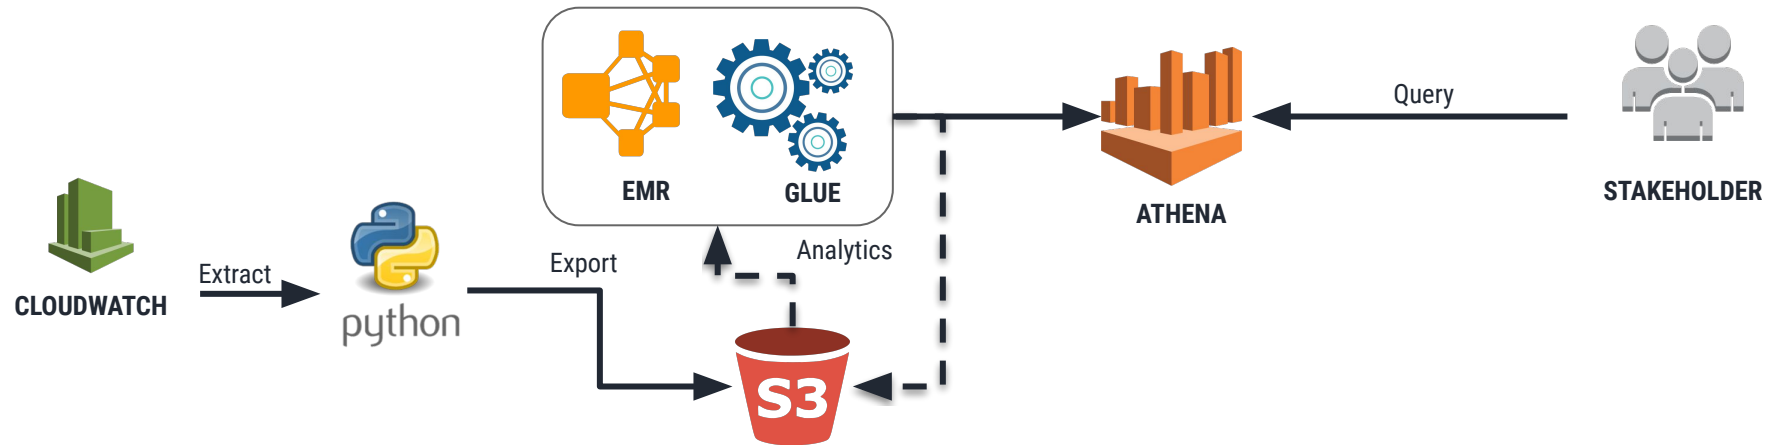 EMR
GLUE
Query
STAKEHOLDER
ATHENA
CLOUDWATCH
Extract
python
Export
Analytics
S3